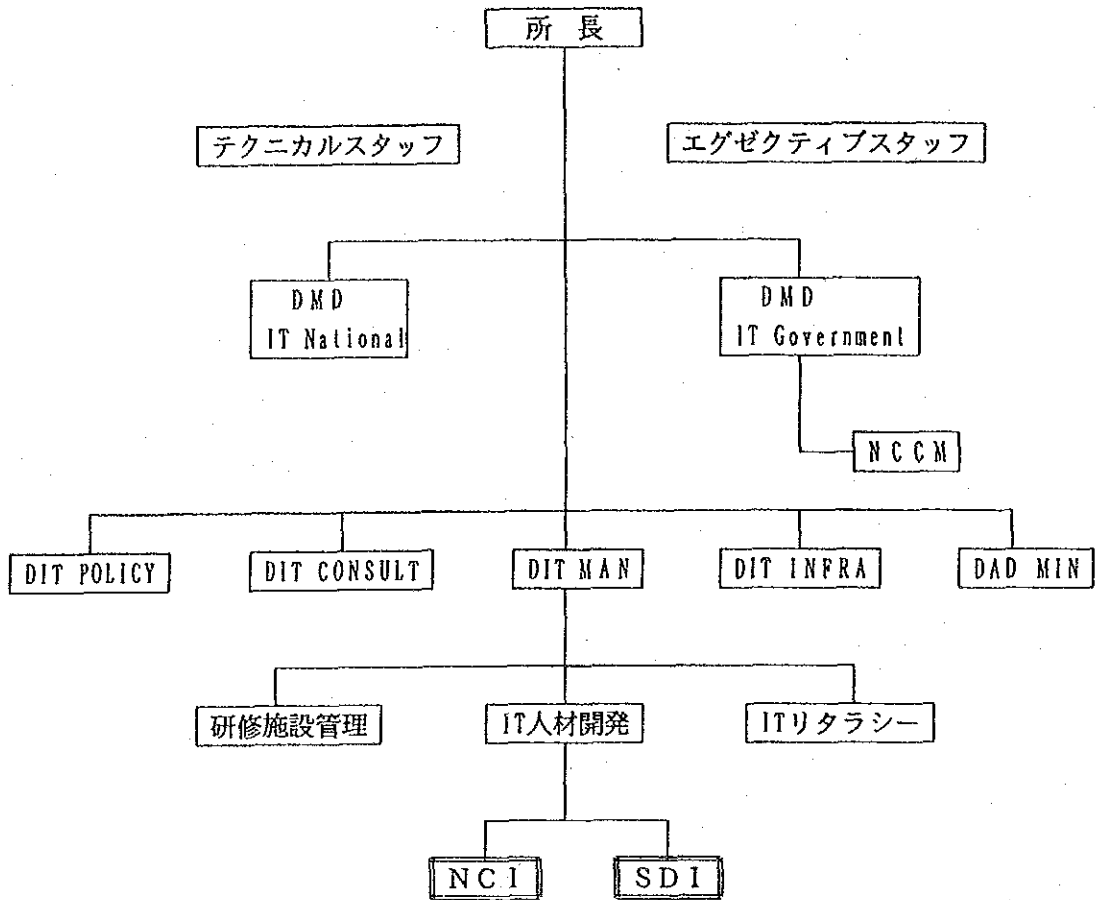 所 長
テクニカルスタッフ
エグゼクティブスタッフ
DMD
IT National
DMD
IT Government
NCCM
DIT POLICY
DIT CONSULT
DIT MAN
DIT INFRA
DAD MIN
研修施設管理
IT人材開発
ITリタラシー
NCI
SDI